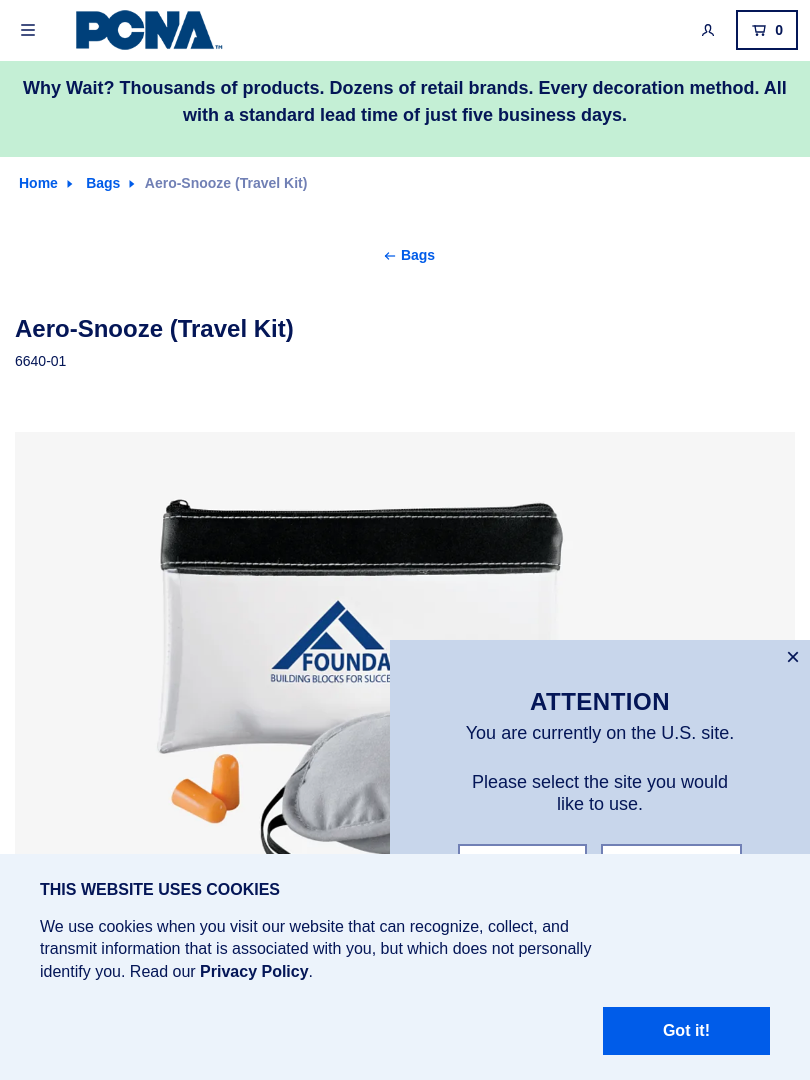 PCNA™
0
Why Wait? Thousands of products. Dozens of retail brands. Every decoration method. All
with a standard lead time of just five business days.
Home Bags Aero-Snooze (Travel Kit)
Bags
Aero-Snooze (Travel Kit)
6640-01
FOUNDA
BUILDING BLOCKS FOR SUCCE
ATTENTION
You are currently on the U.S. site.
Please select the site you would
like to use.
THIS WEBSITE USES COOKIES
We use cookies when you visit our website that can recognize, collect, and
transmit information that is associated with you, but which does not personally
identify you. Read our Privacy Policy.
Got it!